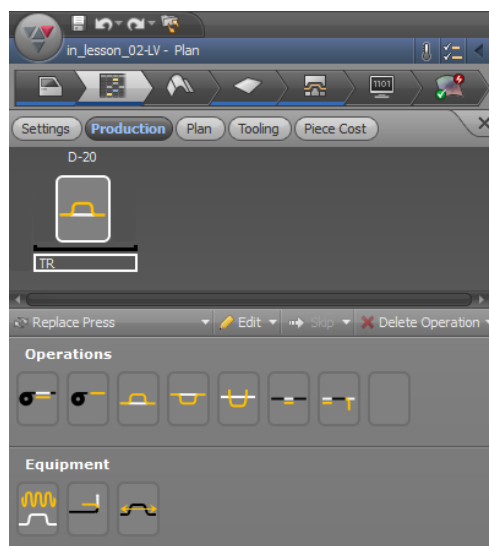 in_lesson_02-LV - Plan
1101
Settings Production Plan Tooling Piece Cost
D-20
TR
Replace Press Edit Skip Delete Operation
Operations
Equipment